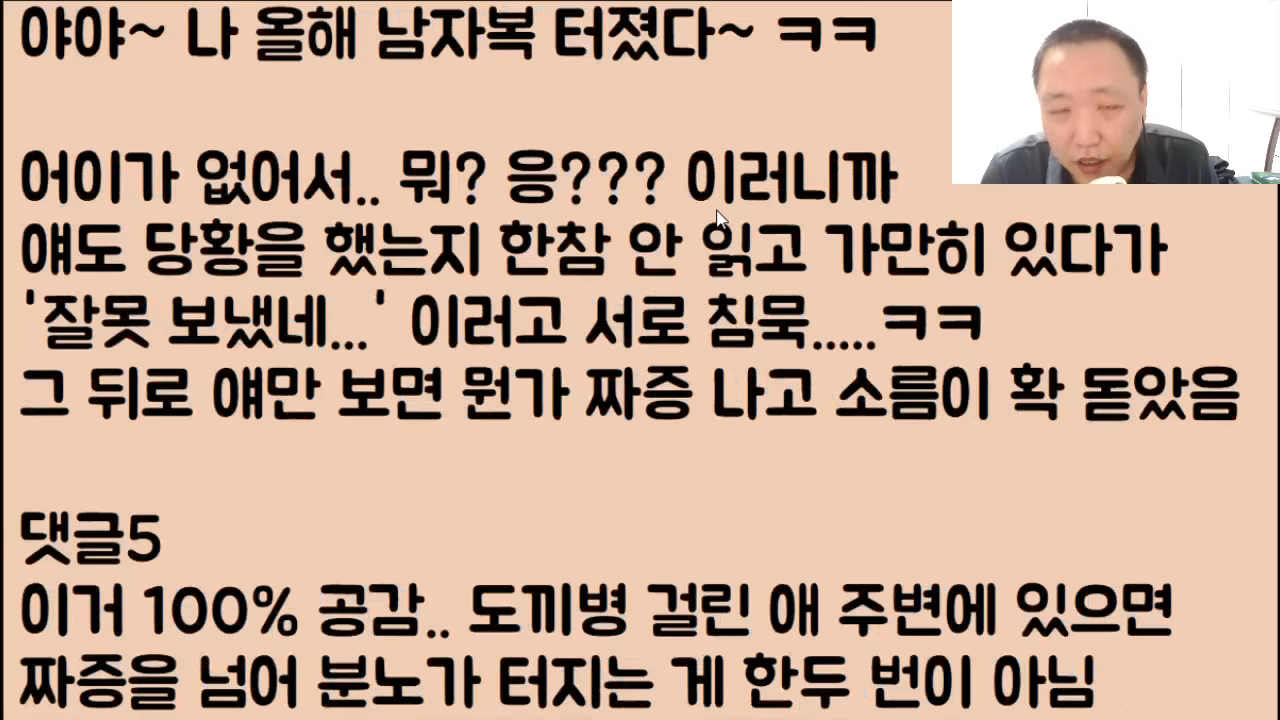 야야~ 나 올해 남자복 터졌다~ ㅋㅋ
어이가 없어서.. 뭐? 응??? 이러니까
얘도 당황을 했는지 한참 안 읽고 가만히 있다가
'잘못 보냈네...' 이러고 서로 침묵.....ㅋㅋ
그 뒤로 얘만 보면 뭔가 짜증 나고 소름이 확 돋았음
댓글5
이거 100% 공감.. 도끼병 걸린 애 주변에 있으면
짜증을 넘어 분노가 터지는 게 한두 번이 아님